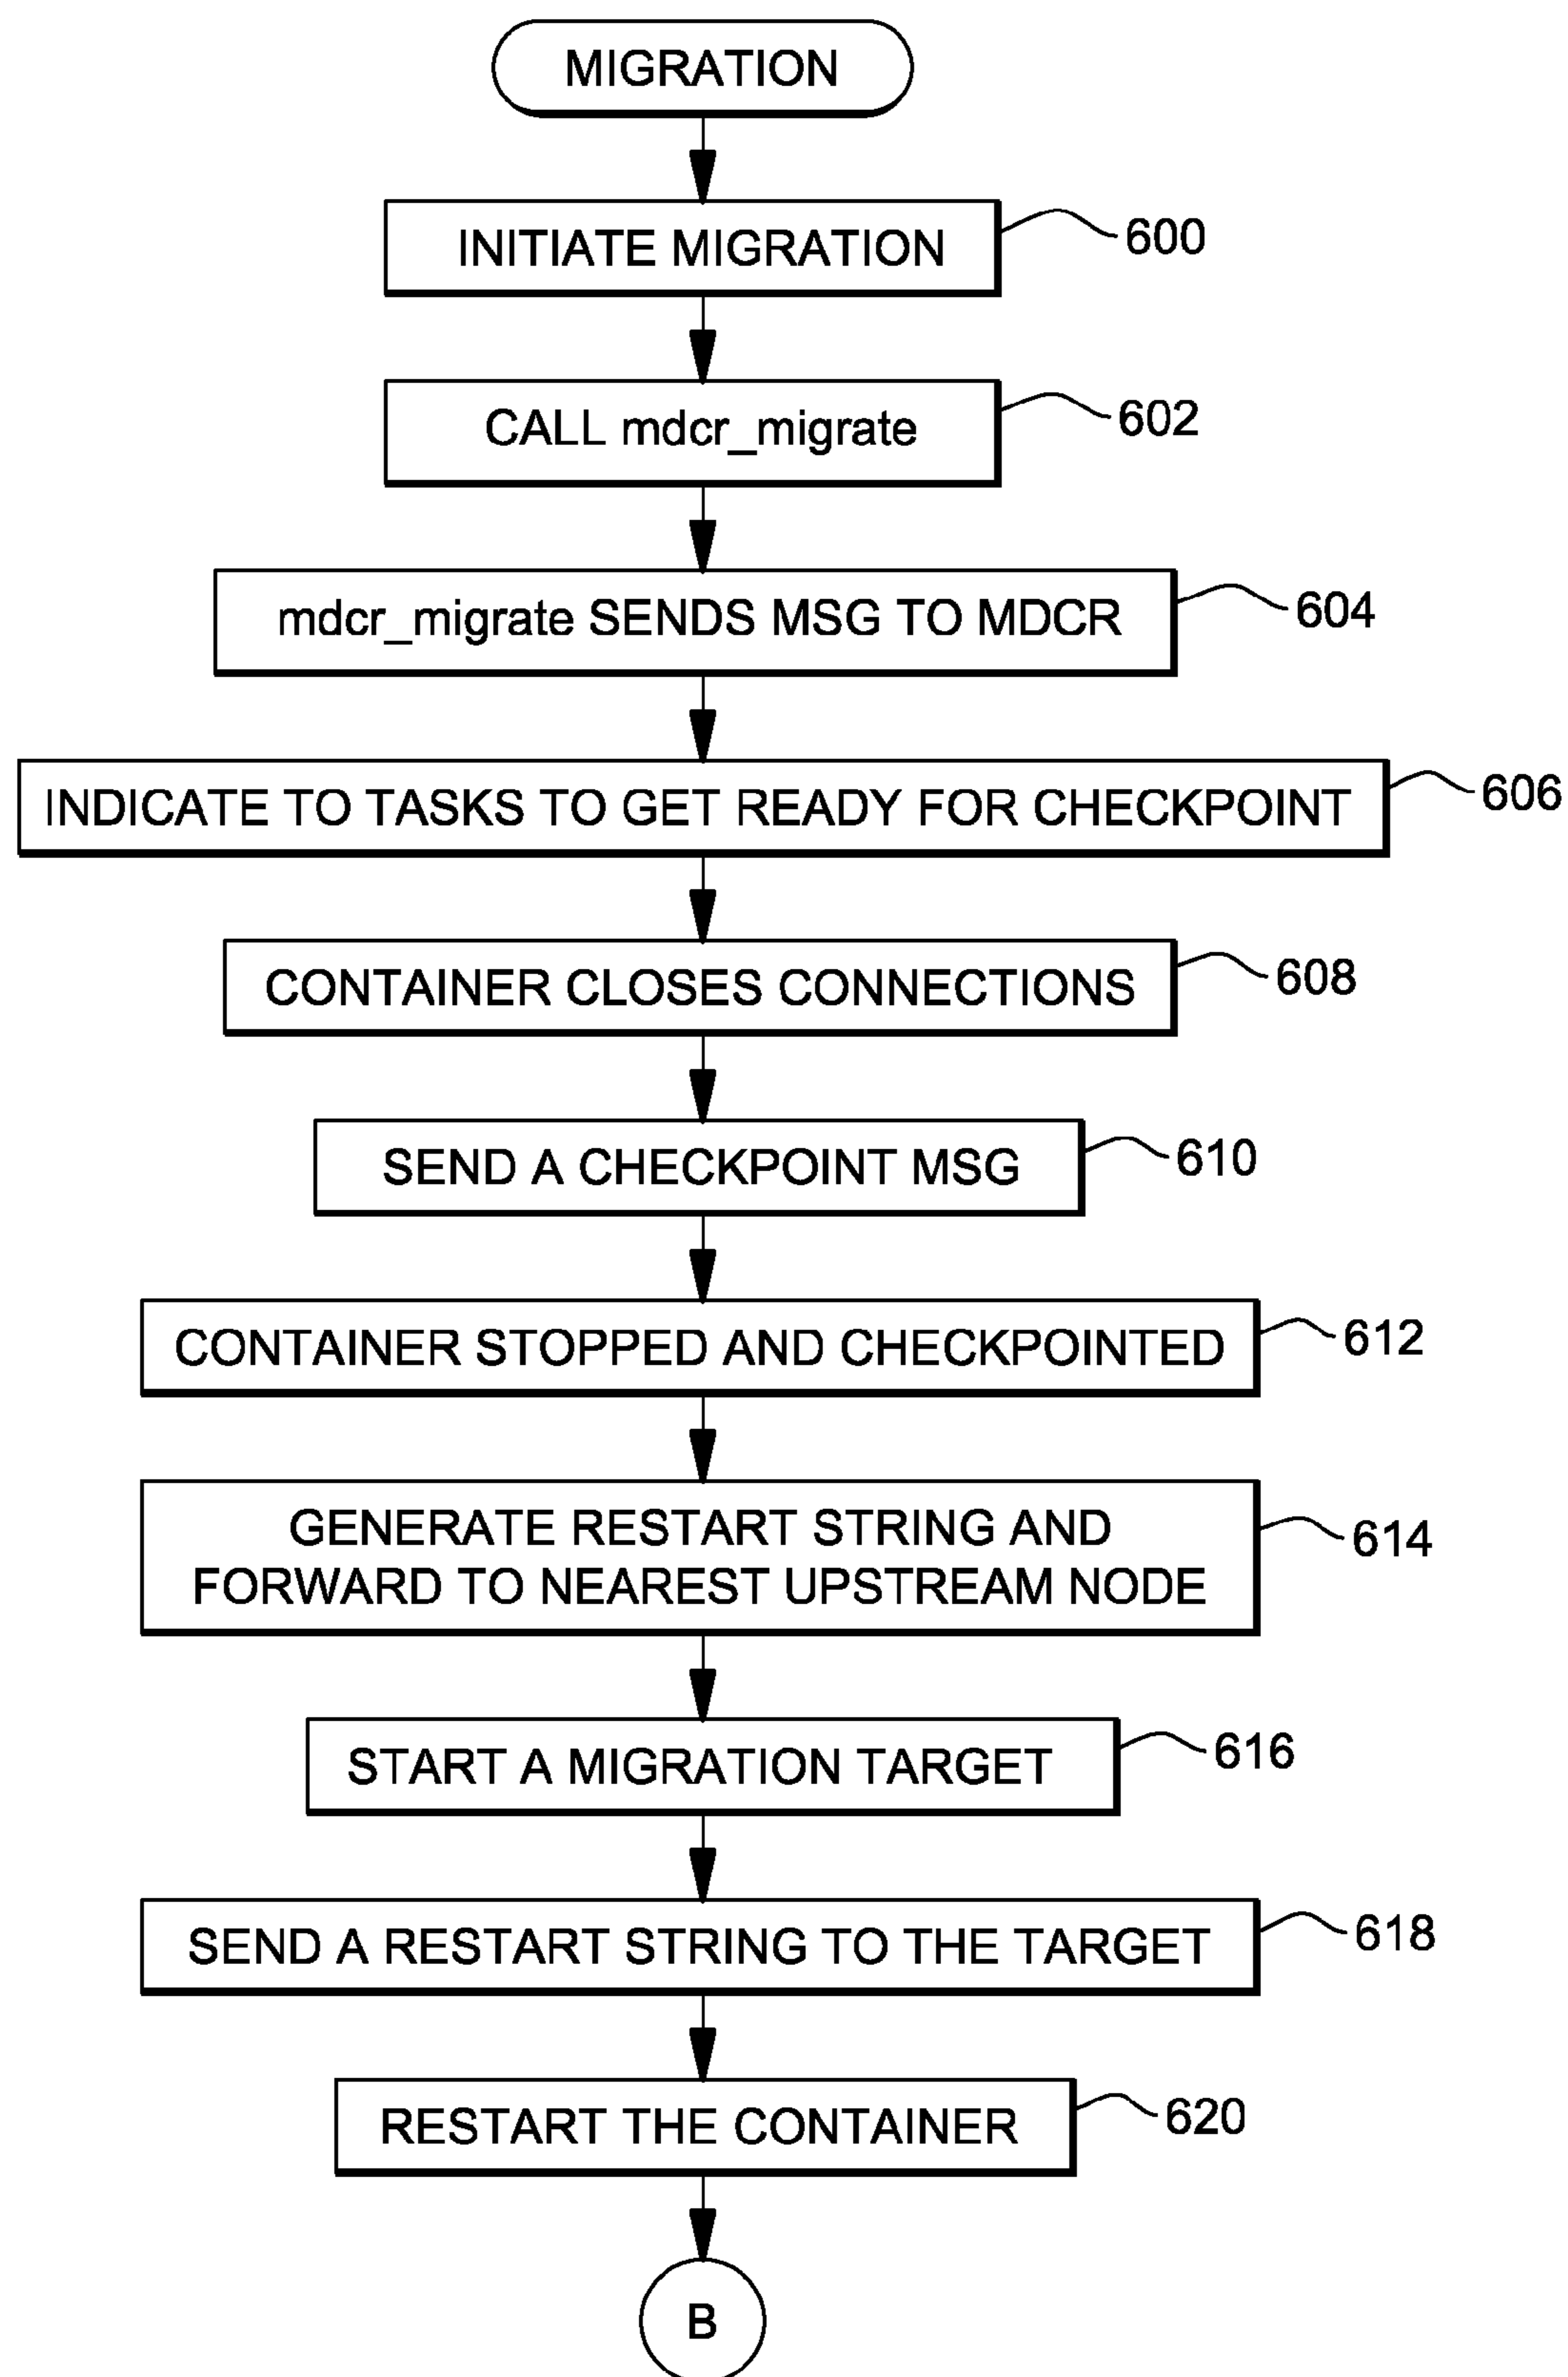 MIGRATION
INITIATE MIGRATION
600
CALL mdcr_migrate
602
mdcr_migrate SENDS MSG TO MDCR
604
INDICATE TO TASKS TO GET READY FOR CHECKPOINT
606
CONTAINER CLOSES CONNECTIONS
608
SEND A CHECKPOINT MSG
610
CONTAINER STOPPED AND CHECKPOINTED
612
GENERATE RESTART STRING AND
FORWARD TO NEAREST UPSTREAM NODE
614
START A MIGRATION TARGET
616
SEND A RESTART STRING TO THE TARGET
618
RESTART THE CONTAINER
620
B